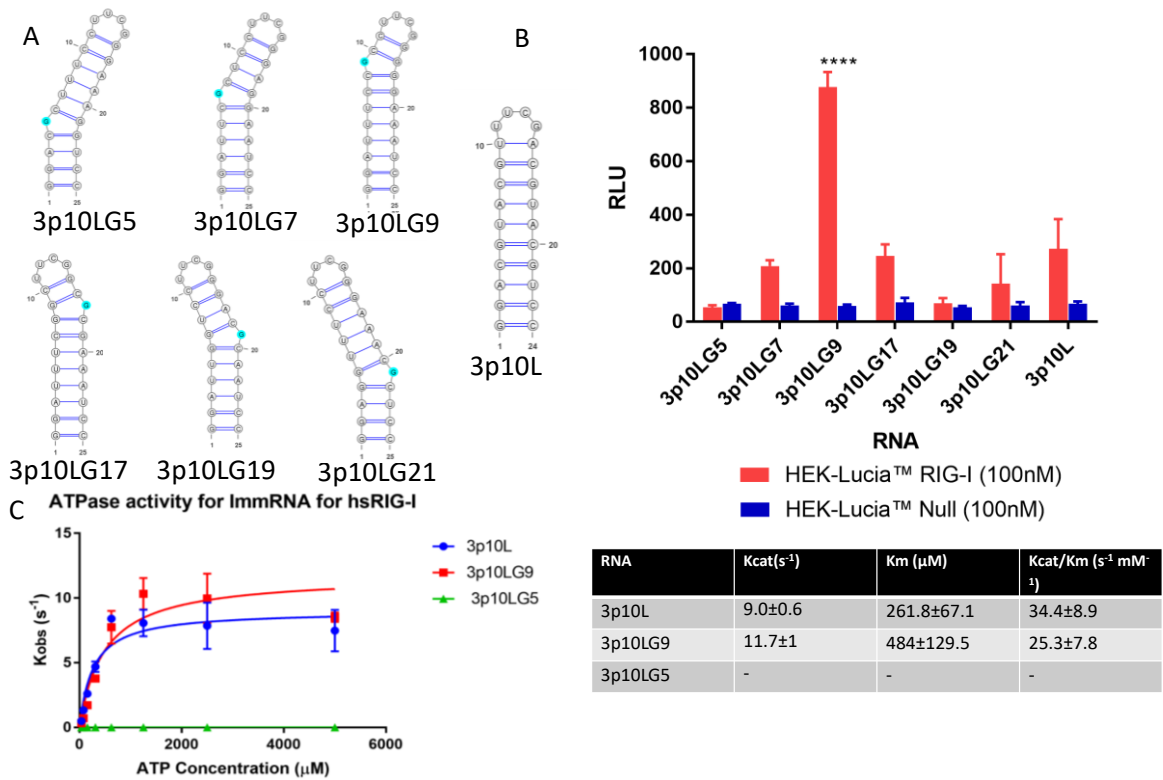 A
3p10LG5
3p10LG7
3p10LG9
3p10LG17
3p10LG19
3p10LG21
B
3p10L
1000
800
600
400
200
0
RLU
****
3p10LG5
3p10LG7
3p10LG9
3p10LG17
3p10LG19
3p10LG21
3p10L
RNA
HEK-Lucia™ RIG-I (100nM)
HEK-Lucia™ Null (100nM)
C
ATPase activity for ImmRNA for hsRIG-I
15
10
5
0
Kobs (s-1)
0 2000 4000 6000
ATP Concentration (μM)
3p10L
3p10LG9
3p10LG5
RNA Kcat(s-1) Km (μM) Kcat/Km (s-1 mM-
1)
3p10L 9.0±0.6 261.8±67.1 34.4±8.9
3p10LG9 11.7±1 484±129.5 25.3±7.8
3p10LG5 - - -